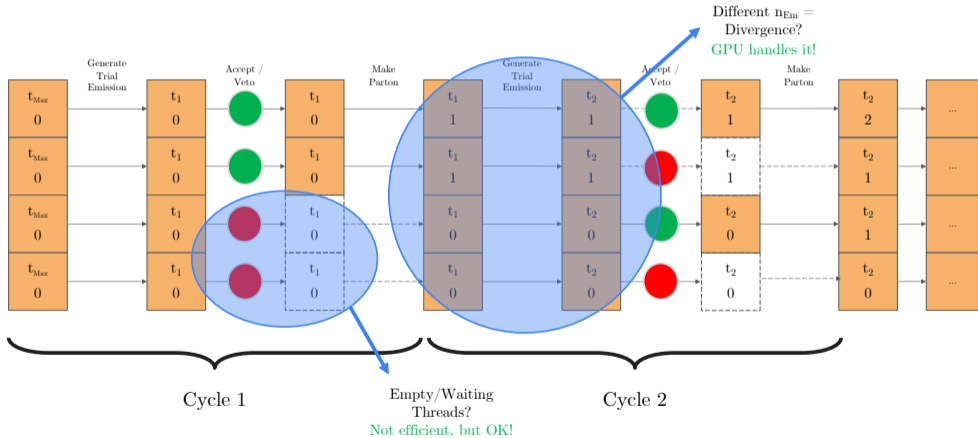 Different n_Em =
Divergence?
GPU handles it!
Generate
Trial
Emission
Accept /
Veto
Make
Parton
Generate
Trial
Emission
Accept /
Veto
Make
Parton
t_Max t_1 t_1 t_1 t_2 t_2 t_2
0 0 0 1 1 1 2 ...
t_Max t_1 t_1 t_1 t_2 t_2 t_2
0 0 0 1 1 1 1 ...
t_Max t_1 t_1 t_1 t_2 t_2 t_2
0 0 0 0 0 0 1 ...
t_Max t_1 t_1 t_1 t_2 t_2 t_2
0 0 0 0 0 0 0 ...
Cycle 1
Cycle 2
Empty/Waiting
Threads?
Not efficient, but OK!